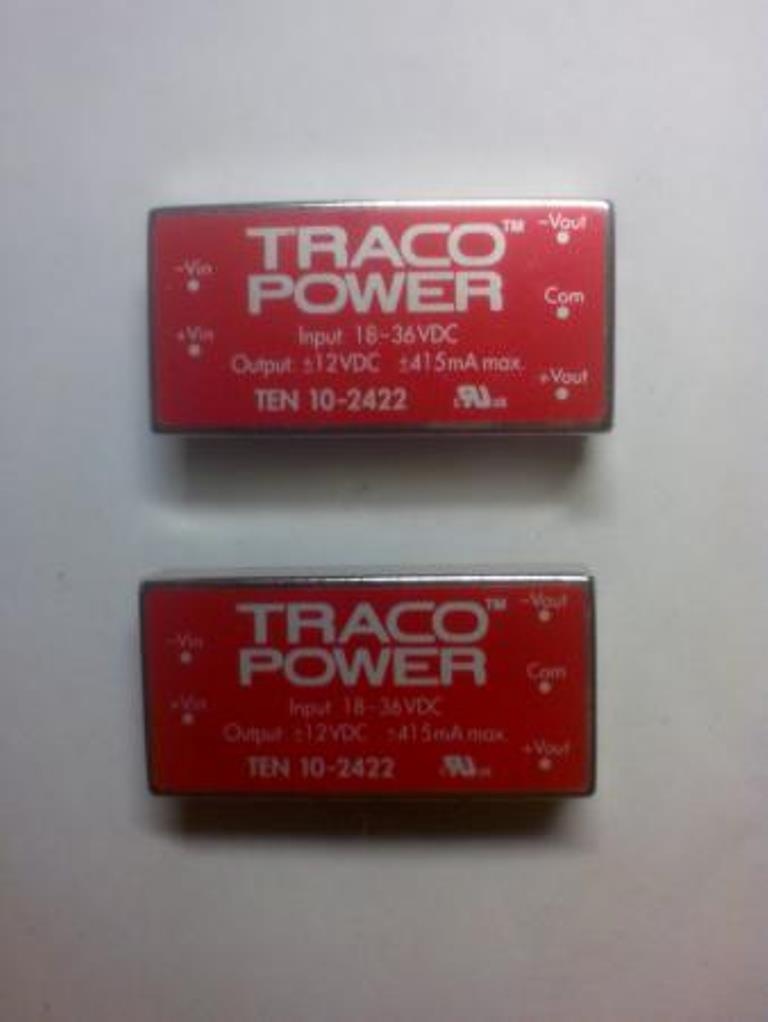 TRACO™
POWER
-Vin
+Vin
-Vout
Com
+Vout
Input 18-36VDC
Output: ±12VDC ±415mA max.
TEN 10-2422
TRACO™
POWER
-Vin
+Vin
-Vout
Com
+Vout
Input 18-36VDC
Output: ±12VDC ±415mA max.
TEN 10-2422